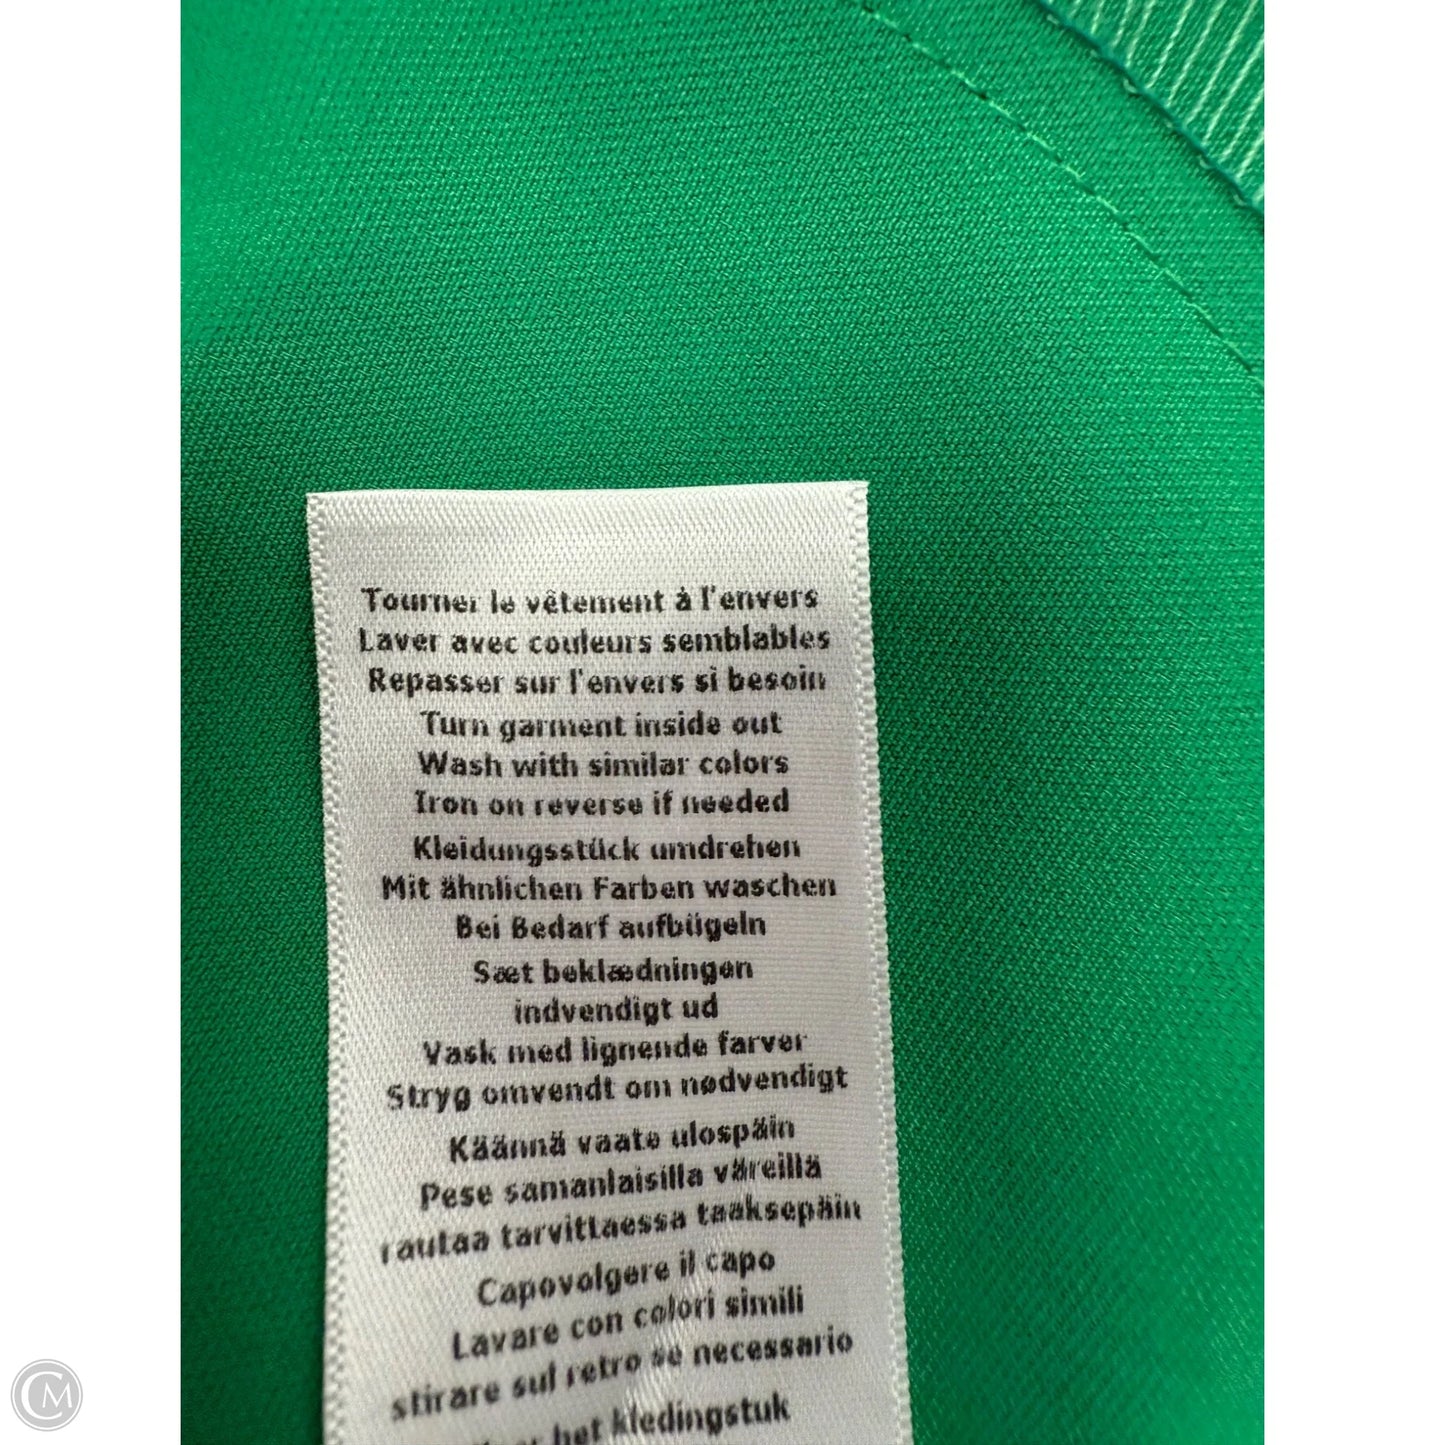 Tourner le vêtement à l'envers
Laver avec couleurs semblables
Repasser sur l'envers si besoin
Turn garment inside out
Wash with similar colors
Iron on reverse if needed
Kleidungsstück umdrehen
Mit ähnlichen Farben waschen
Bei Bedarf aufbügeln
Sæt beklædningen
indvendigt ud
Vask med lignende farver
Stryg omvendt om nødvendigt
Käännä vaate ulospäin
Pese samanlaisilla väreillä
rautaa tarvittaessa taaksepäin
Capovolgere il capo
Lavare con colori simili
stirare sul retro se necessario
het kledingstuk
CM